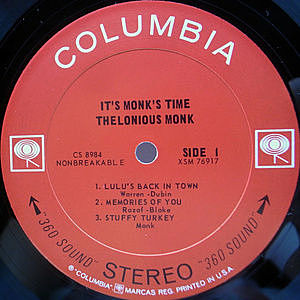 COLUMBIA
IT'S MONK'S TIME
THELONIOUS MONK
CS 8984
NONBREAKABLE
SIDE 1
XSM 76917
1. LULU'S BACK IN TOWN
Warren - Dubin
2. MEMORIES OF YOU
Razaf - Blake
3. STUFFY TURKEY
Monk
"360 SOUND" STEREO "360 SOUND"
® "COLUMBIA", MARCAS REG. PRINTED IN U.S.A.